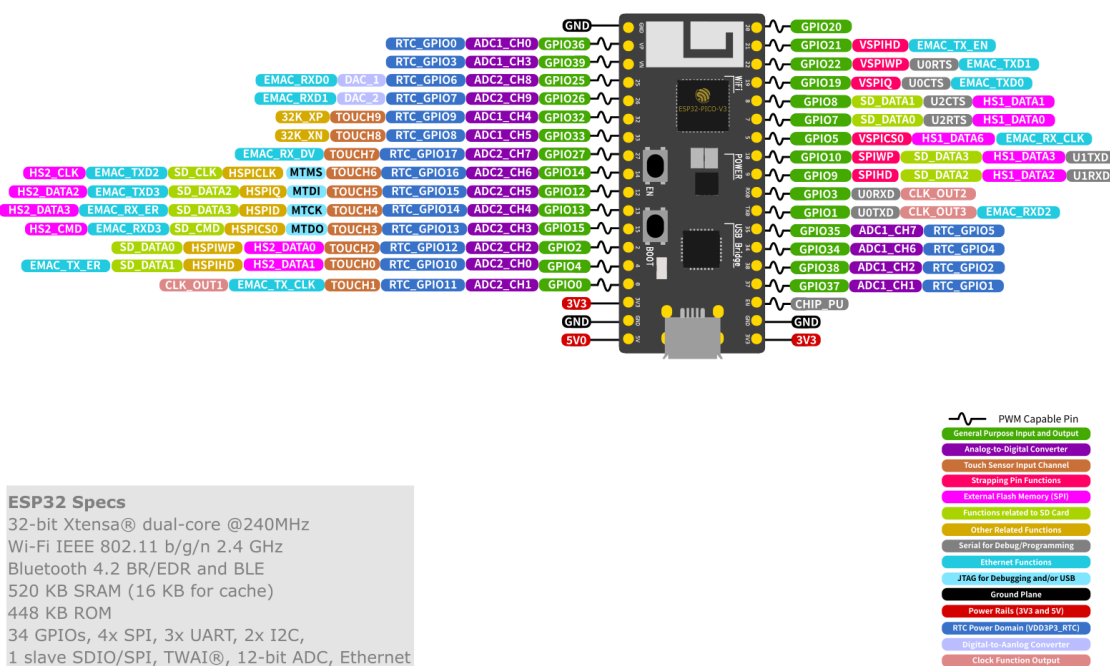 GND
GPIO20
RTC_GPIO0 ADC1_CH0 GPIO36
GPIO21 VSPIHD EMAC_TX_EN
RTC_GPIO3 ADC1_CH3 GPIO39
GPIO22 VSPIWP U0RTS EMAC_TXD1
EMAC_RXD0 DAC_1 RTC_GPIO6 ADC2_CH8 GPIO25
GPIO19 VSPIQ U0CTS EMAC_TXD0
EMAC_RXD1 DAC_2 RTC_GPIO7 ADC2_CH9 GPIO26
GPIO8 SD_DATA1 U2CTS HS1_DATA1
32K_XP TOUCH9 RTC_GPIO9 ADC1_CH4 GPIO32
GPIO7 SD_DATA0 U2RTS HS1_DATA0
32K_XN TOUCH8 RTC_GPIO8 ADC1_CH5 GPIO33
GPIO5 VSPICS0 HS1_DATA6 EMAC_RX_CLK
EMAC_RX_DV TOUCH7 RTC_GPIO17 ADC2_CH7 GPIO27
GPIO10 SPIWP SD_DATA3 HS1_DATA3 U1TXD
HS2_CLK EMAC_TXD2 SD_CLK HSPICLK MTMS TOUCH6 RTC_GPIO16 ADC2_CH6 GPIO14
GPIO9 SPIHD SD_DATA2 HS1_DATA2 U1RXD
HS2_DATA2 EMAC_TXD3 SD_DATA2 HSPIQ MTDI TOUCH5 RTC_GPIO15 ADC2_CH5 GPIO12
GPIO3 U0RXD CLK_OUT2
HS2_DATA3 EMAC_RX_ER SD_DATA3 HSPID MTCK TOUCH4 RTC_GPIO14 ADC2_CH4 GPIO13
GPIO1 U0TXD CLK_OUT3 EMAC_RXD2
HS2_CMD EMAC_RXD3 SD_CMD HSPICS0 MTDO TOUCH3 RTC_GPIO13 ADC2_CH3 GPIO15
GPIO35 ADC1_CH7 RTC_GPIO5
SD_DATA0 HSPIWP HS2_DATA0 TOUCH2 RTC_GPIO12 ADC2_CH2 GPIO2
GPIO34 ADC1_CH6 RTC_GPIO4
EMAC_TX_ER SD_DATA1 HSPIHD HS2_DATA1 TOUCH0 RTC_GPIO10 ADC2_CH0 GPIO4
GPIO38 ADC1_CH2 RTC_GPIO2
CLK_OUT1 EMAC_TX_CLK TOUCH1 RTC_GPIO11 ADC2_CH1 GPIO0
GPIO37 ADC1_CH1 RTC_GPIO1
3V3
CHIP_PU
GND
GND
5V0
3V3
WiFi
ESP32-PICO-V3
POWER
EN
USB Bridge
BOOT
PWM Capable Pin
General Purpose Input and Output
Analog-to-Digital Converter
Touch Sensor Input Channel
Strapping Pin Functions
External Flash Memory (SPI)
Functions related to SD Card
Other Related Functions
Serial for Debug/Programming
Ethernet Functions
JTAG for Debugging and/or USB
Ground Plane
Power Rails (3V3 and 5V)
RTC Power Domain (VDD3P3_RTC)
Digital-to-Aanlog Converter
Clock Function Output
ESP32 Specs
32-bit Xtensa® dual-core @240MHz
Wi-Fi IEEE 802.11 b/g/n 2.4 GHz
Bluetooth 4.2 BR/EDR and BLE
520 KB SRAM (16 KB for cache)
448 KB ROM
34 GPIOs, 4x SPI, 3x UART, 2x I2C,
1 slave SDIO/SPI, TWAI®, 12-bit ADC, Ethernet